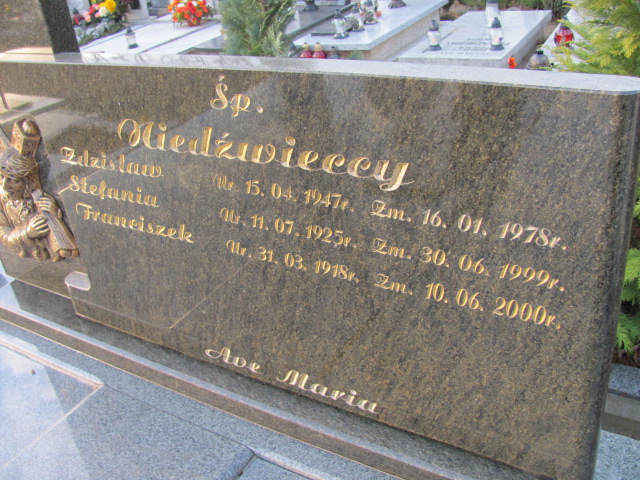 Śp.
Niedźwieccy
Zdzisław Ur. 15. 04. 1947r. Zm. 16. 01. 1978r.
Stefania Ur. 11. 07. 1925r. Zm. 30. 06. 1999r.
Franciszek Ur. 31. 03. 1918r. Zm. 10. 06. 2000r.
Ave Maria